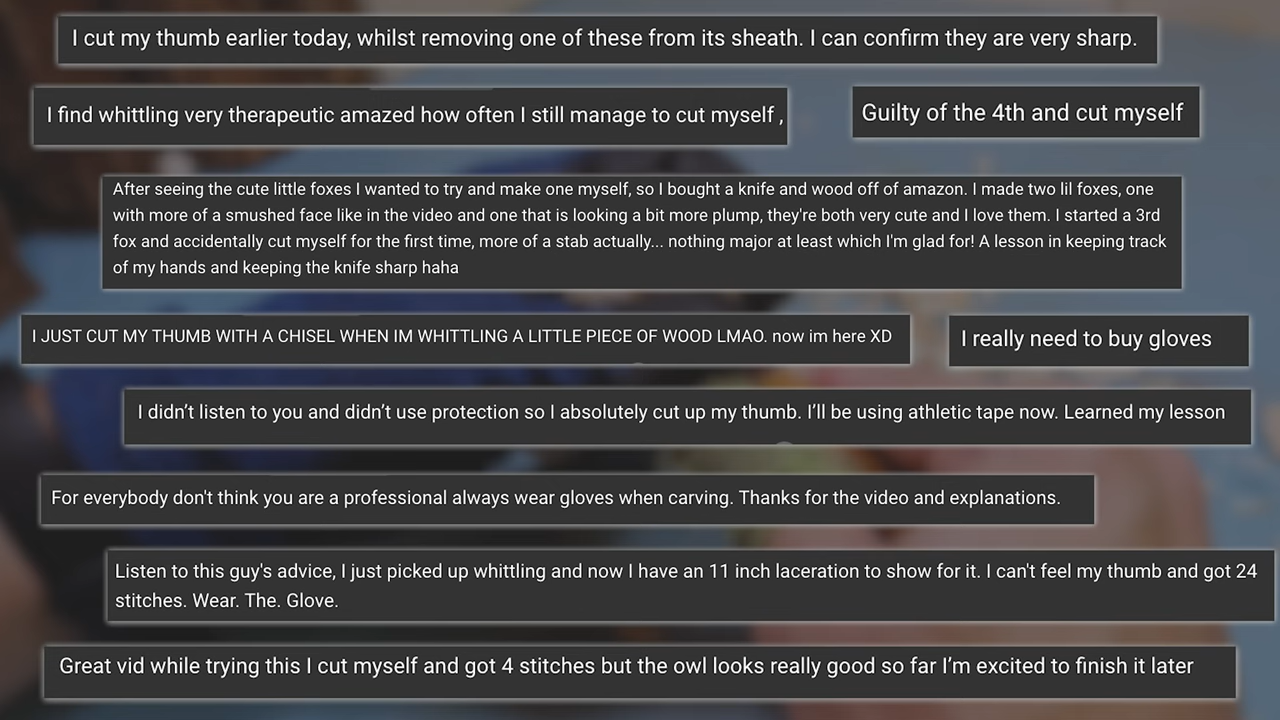 I cut my thumb earlier today, whilst removing one of these from its sheath. I can confirm they are very sharp.
I find whittling very therapeutic amazed how often I still manage to cut myself ,
Guilty of the 4th and cut myself
After seeing the cute little foxes I wanted to try and make one myself, so I bought a knife and wood off of amazon. I made two lil foxes, one
with more of a smushed face like in the video and one that is looking a bit more plump, they're both very cute and I love them. I started a 3rd
fox and accidentally cut myself for the first time, more of a stab actually... nothing major at least which I'm glad for! A lesson in keeping track
of my hands and keeping the knife sharp haha
I JUST CUT MY THUMB WITH A CHISEL WHEN IM WHITTLING A LITTLE PIECE OF WOOD LMAO. now im here XD
I really need to buy gloves
I didn’t listen to you and didn’t use protection so I absolutely cut up my thumb. I’ll be using athletic tape now. Learned my lesson
For everybody don't think you are a professional always wear gloves when carving. Thanks for the video and explanations.
Listen to this guy's advice, I just picked up whittling and now I have an 11 inch laceration to show for it. I can't feel my thumb and got 24
stitches. Wear. The. Glove.
Great vid while trying this I cut myself and got 4 stitches but the owl looks really good so far I’m excited to finish it later